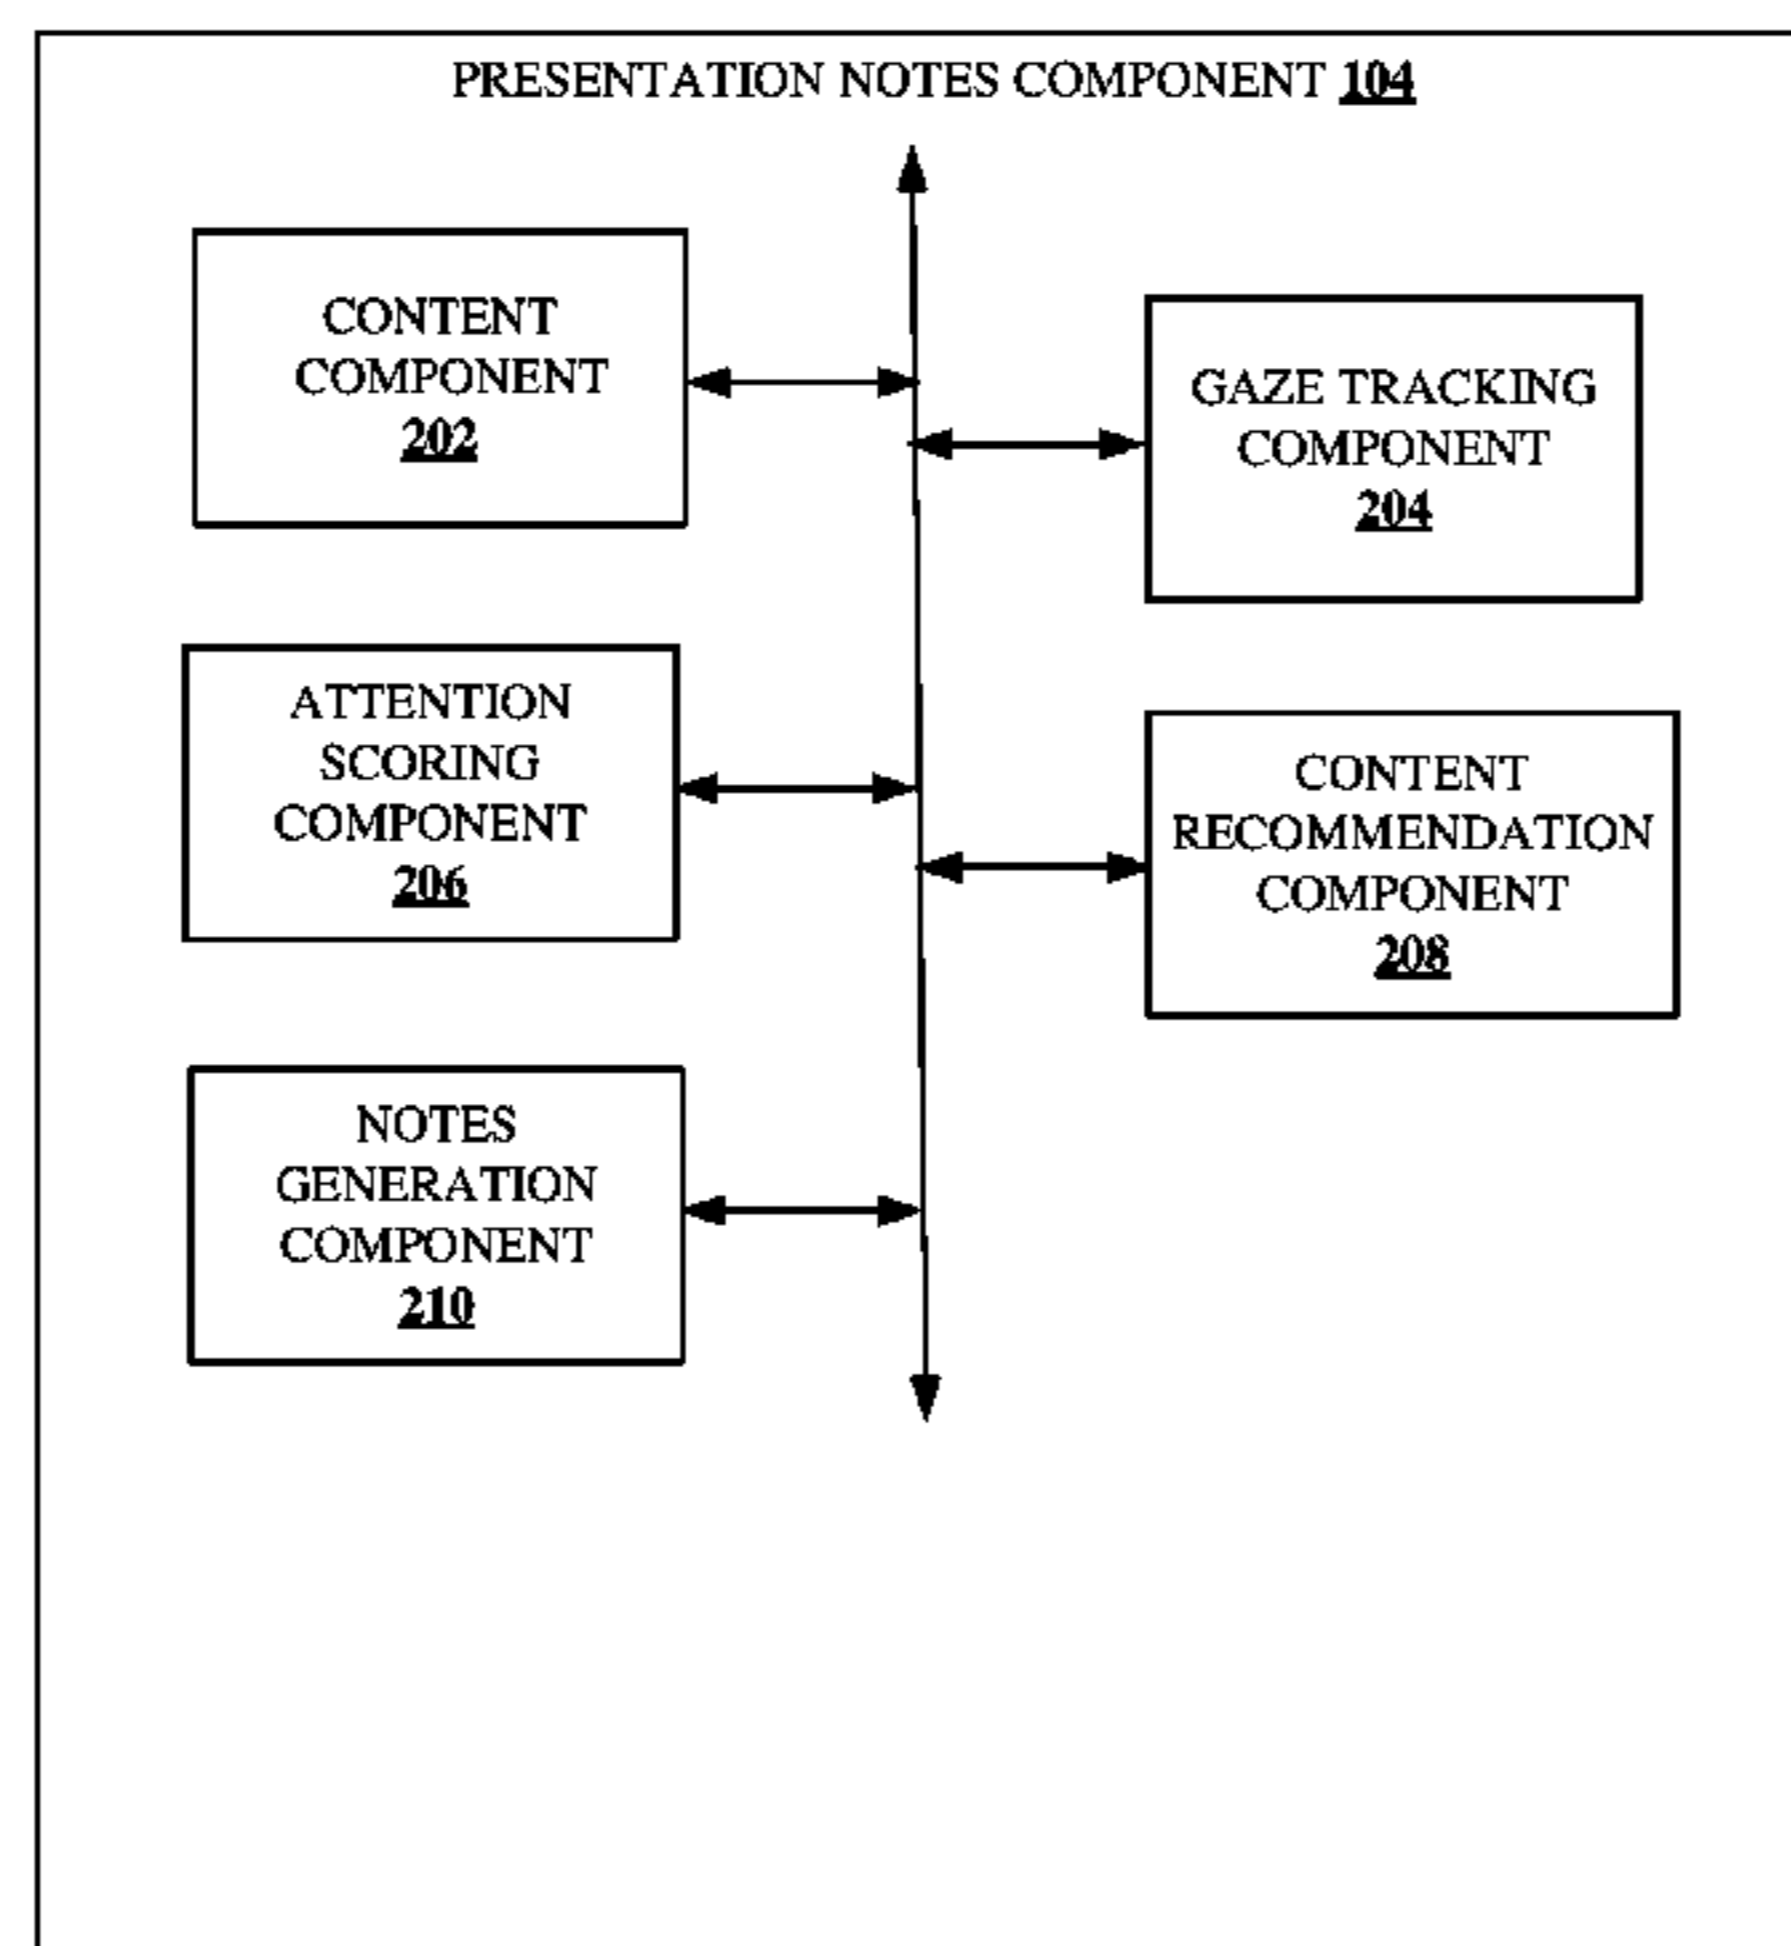 PRESENTATION NOTES COMPONENT 104
CONTENT
COMPONENT
202
GAZE TRACKING
COMPONENT
204
ATTENTION
SCORING
COMPONENT
206
CONTENT
RECOMMENDATION
COMPONENT
208
NOTES
GENERATION
COMPONENT
210